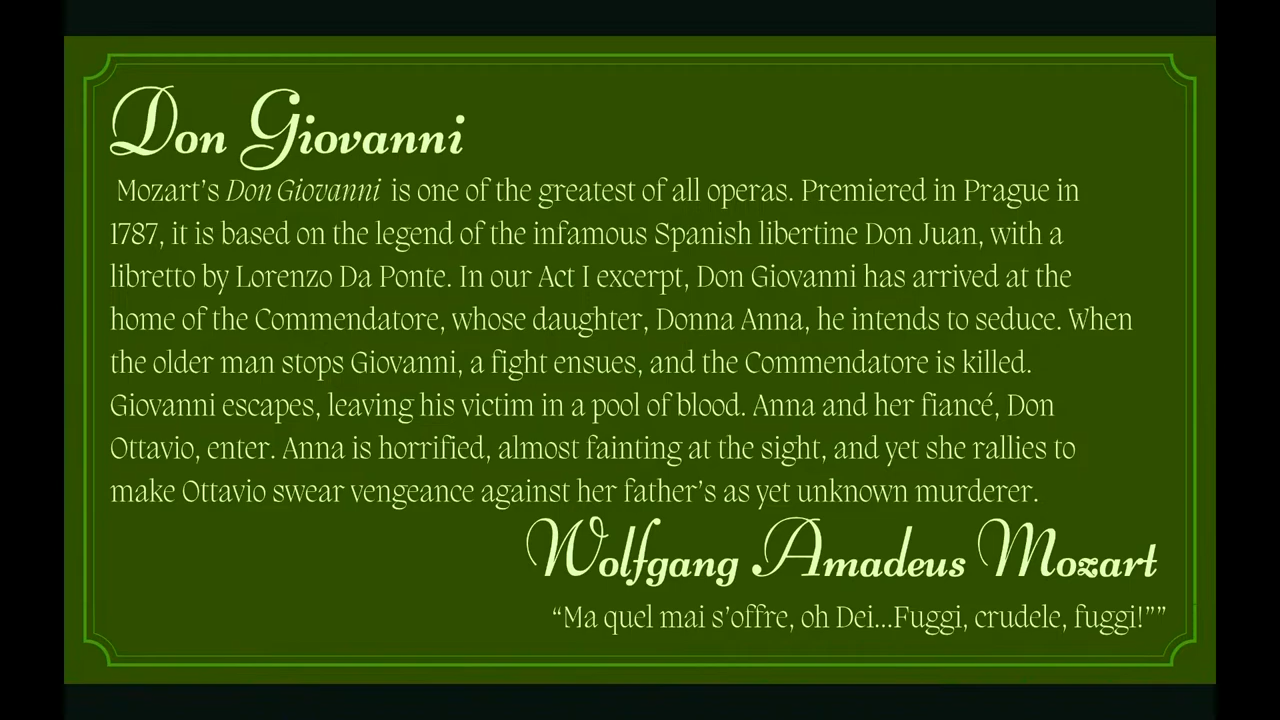 Don Giovanni
Mozart’s Don Giovanni is one of the greatest of all operas. Premiered in Prague in
1787, it is based on the legend of the infamous Spanish libertine Don Juan, with a
libretto by Lorenzo Da Ponte. In our Act I excerpt, Don Giovanni has arrived at the
home of the Commendatore, whose daughter, Donna Anna, he intends to seduce. When
the older man stops Giovanni, a fight ensues, and the Commendatore is killed.
Giovanni escapes, leaving his victim in a pool of blood. Anna and her fiancé, Don
Ottavio, enter. Anna is horrified, almost fainting at the sight, and yet she rallies to
make Ottavio swear vengeance against her father’s as yet unknown murderer.
Wolfgang Amadeus Mozart
“Ma quel mai s’offre, oh Dei...Fuggi, crudele, fuggi!””